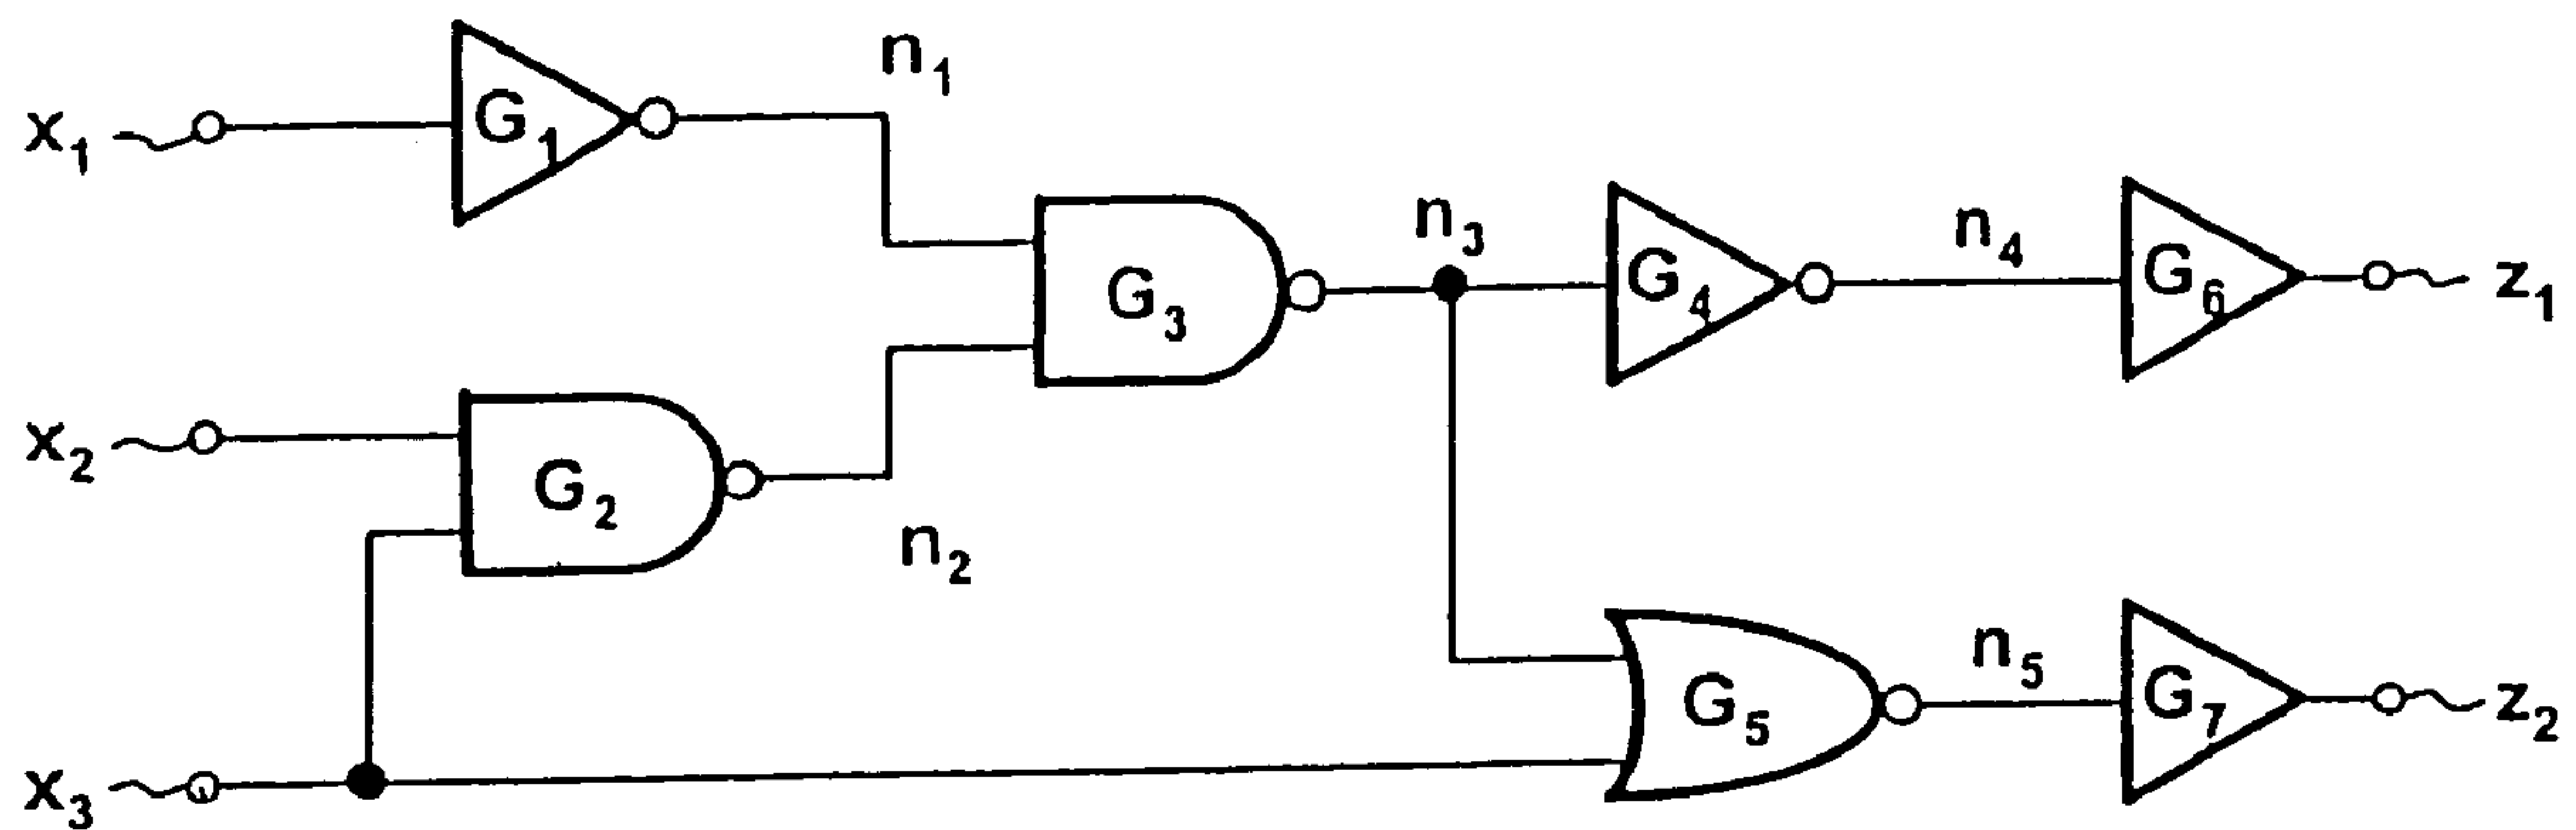 n₁
x₁
G₁
n₃
n₄
G₃
G₄
G₆
z₁
x₂
G₂
n₂
n₅
G₅
G₇
z₂
x₃